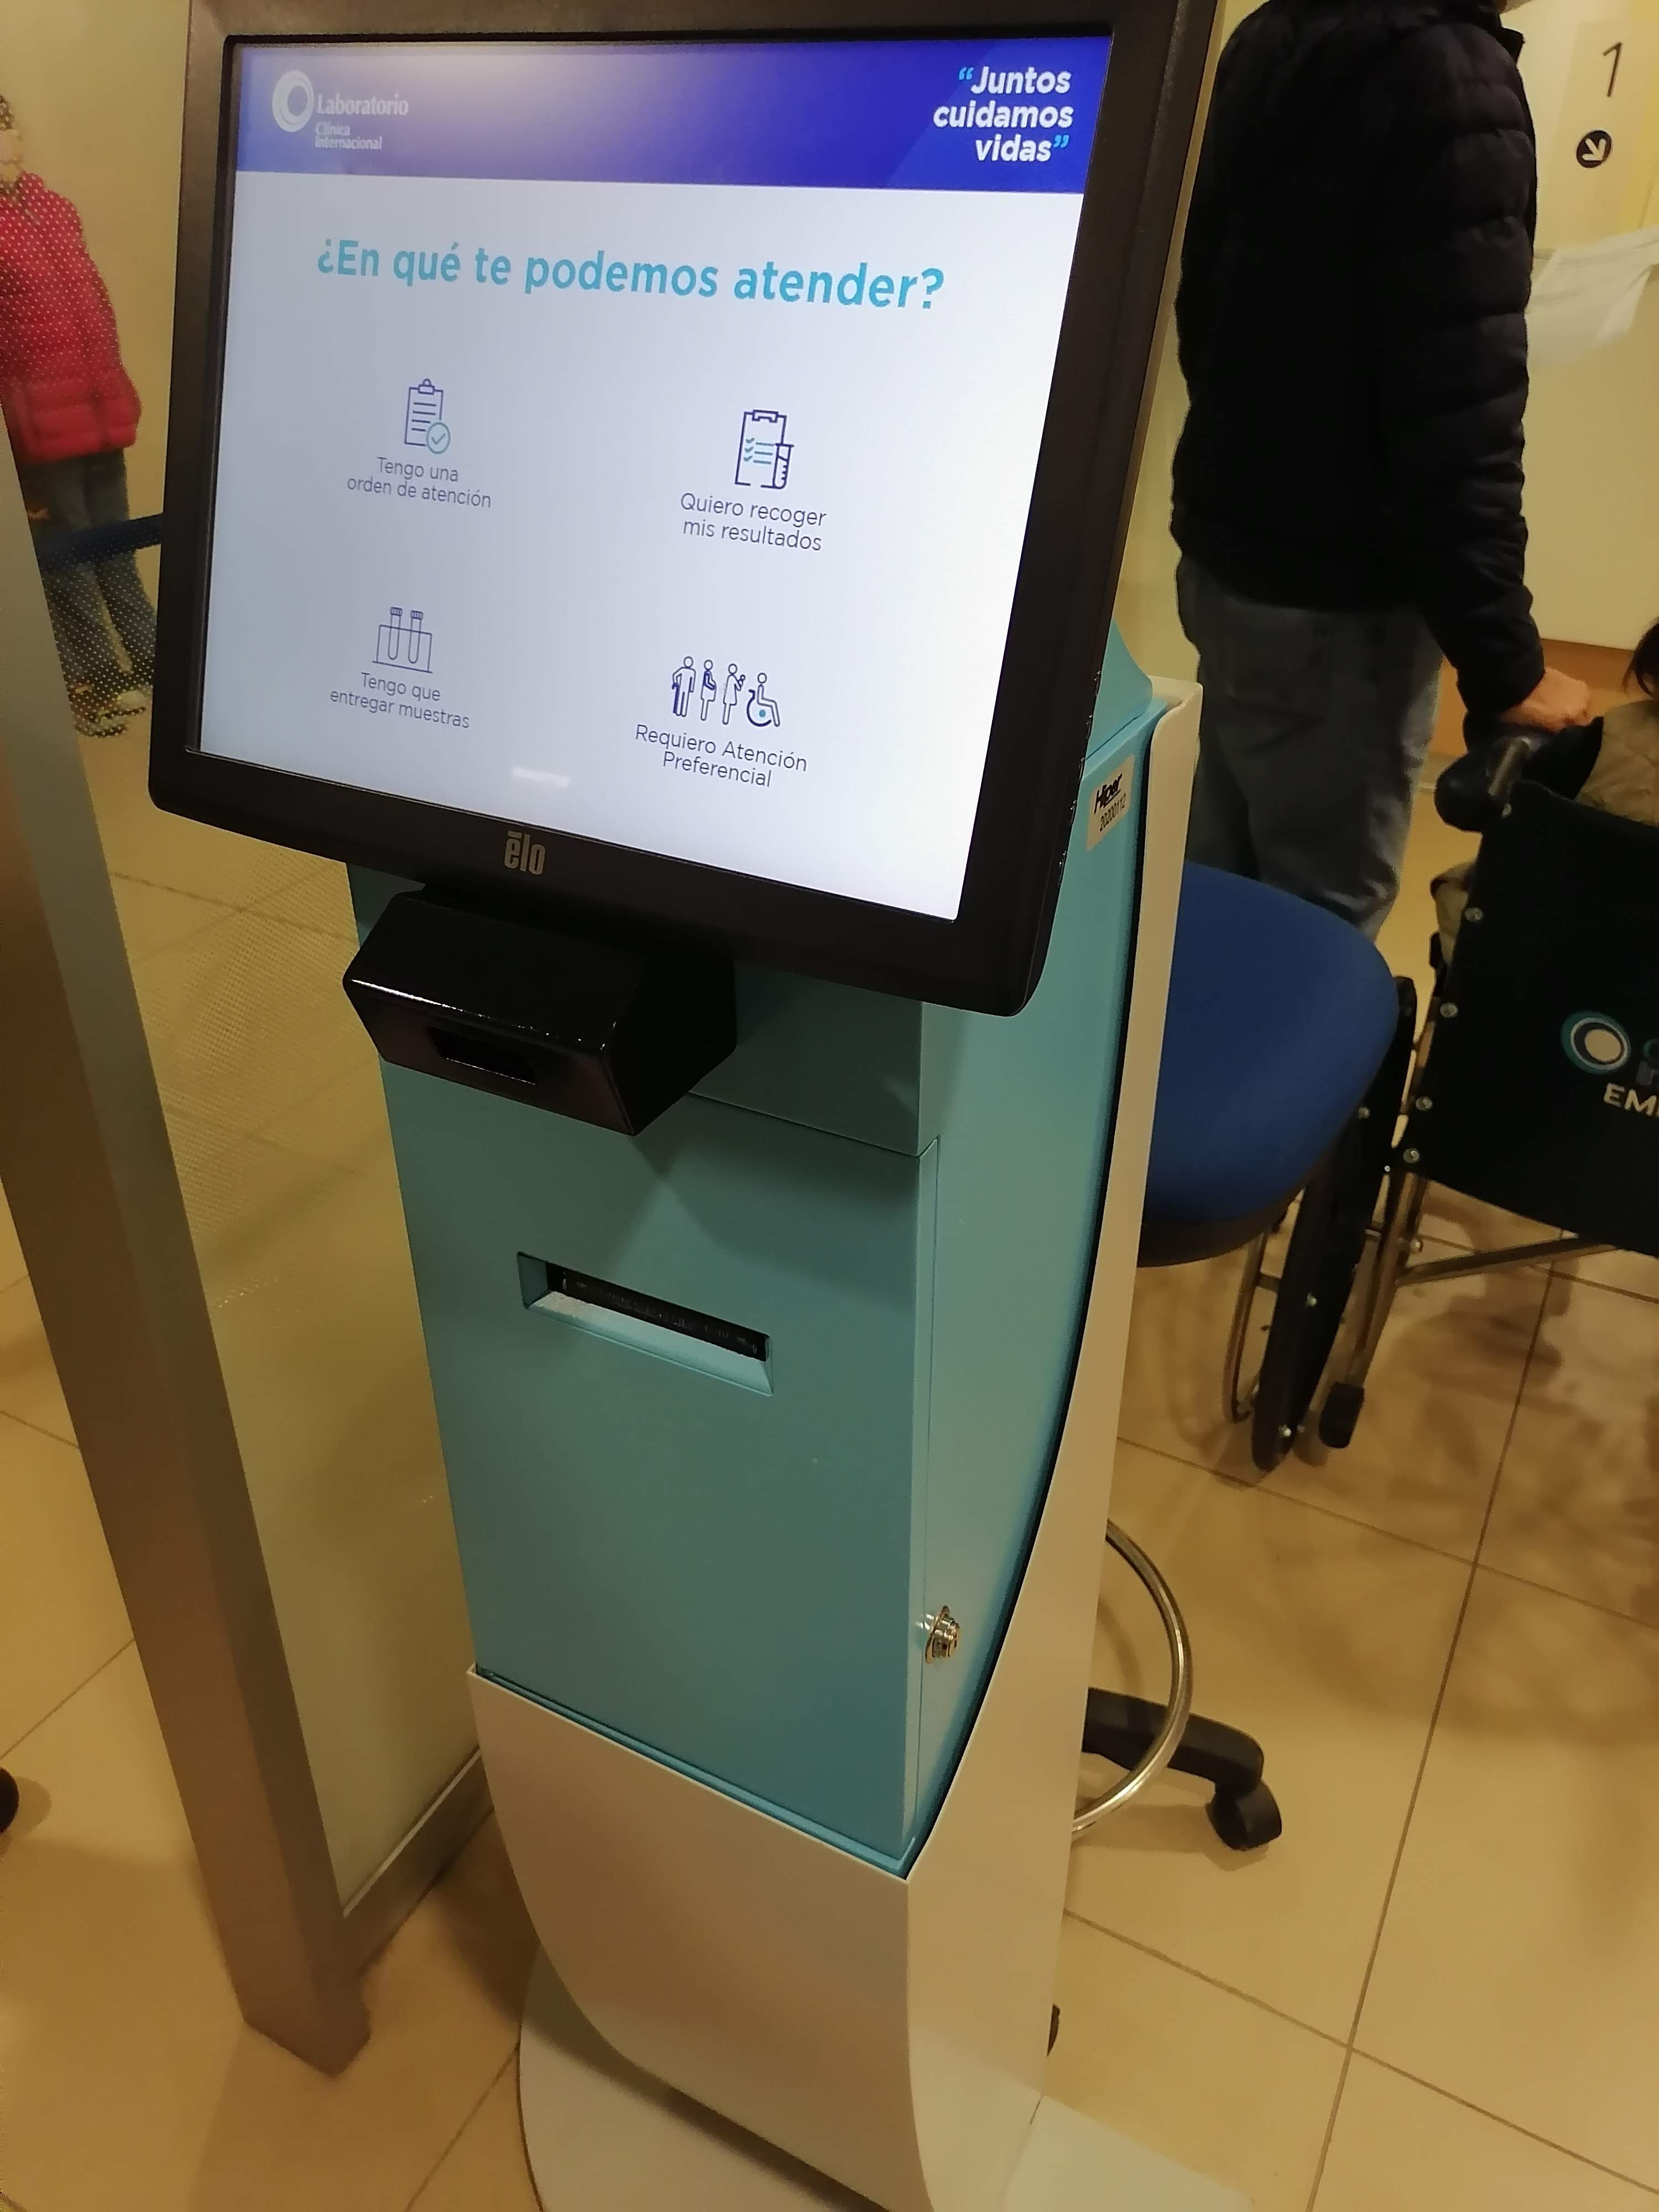 Laboratorio
Clínica
Internacional
“Juntos
cuidamos
vidas”
¿En qué te podemos atender?
Tengo una
orden de atención
Quiero recoger
mis resultados
Tengo que
entregar muestras
Requiero Atención
Preferencial
elo
Hiper
1
EM